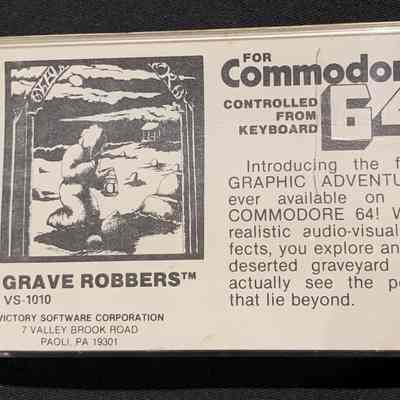 FOR
Commodor
CONTROLLED
FROM
KEYBOARD
64
Introducing the f
GRAPHIC ADVENTU
ever available on
COMMODORE 64! W
realistic audio-visual
fects, you explore an
deserted graveyard
actually see the pe
that lie beyond.
GRAVE ROBBERS™
VS-1010
VICTORY SOFTWARE CORPORATION
7 VALLEY BROOK ROAD
PAOLI, PA 19301